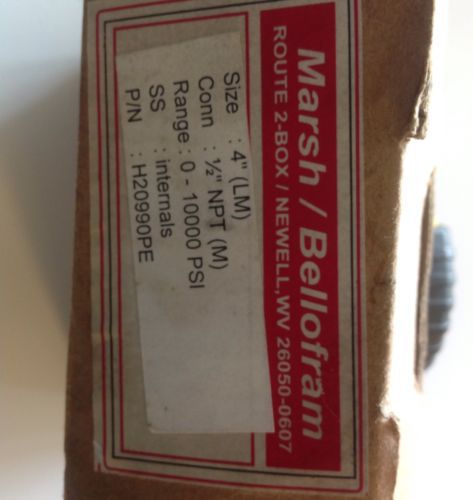 Marsh / Bellofram
ROUTE 2-BOX / NEWELL, WV 26050-0607
Size : 4" (LM)
Conn : ½" NPT (M)
Range : 0 - 10000 PSI
SS : internals
P/N : H20990PE